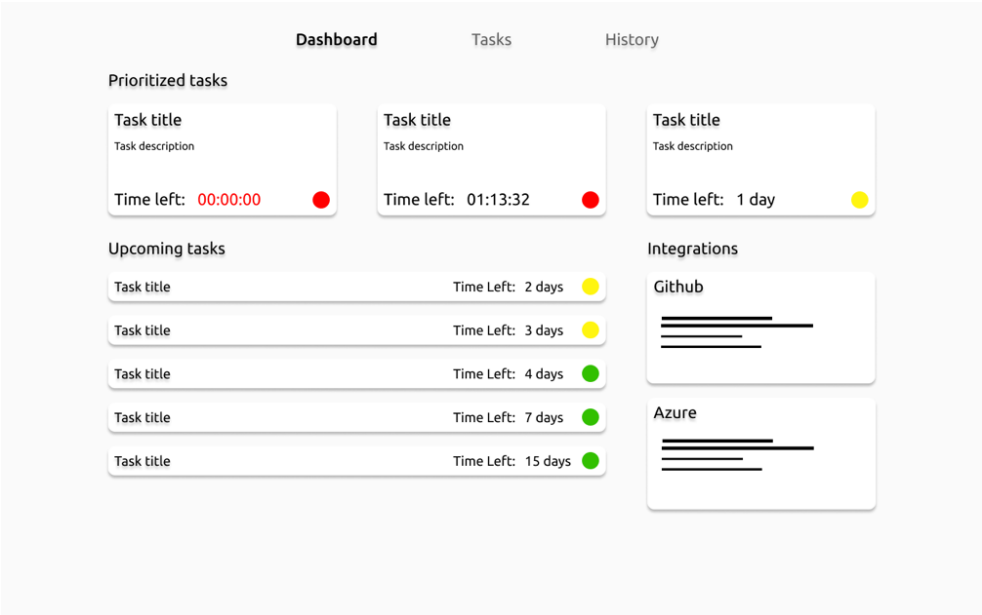 Dashboard Tasks History
Prioritized tasks
Task title
Task description
Time left: 00:00:00
Task title
Task description
Time left: 01:13:32
Task title
Task description
Time left: 1 day
Upcoming tasks
Task title Time Left: 2 days
Task title Time Left: 3 days
Task title Time Left: 4 days
Task title Time Left: 7 days
Task title Time Left: 15 days
Integrations
Github
Azure